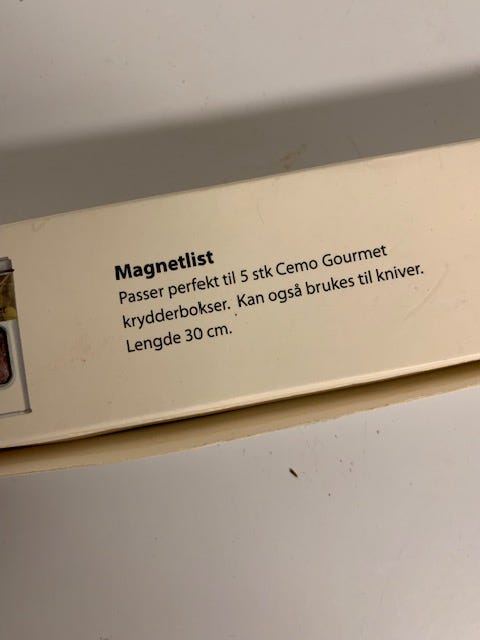 Magnetlist
Passer perfekt til 5 stk Cemo Gourmet
krydderbokser. Kan også brukes til kniver.
Lengde 30 cm.